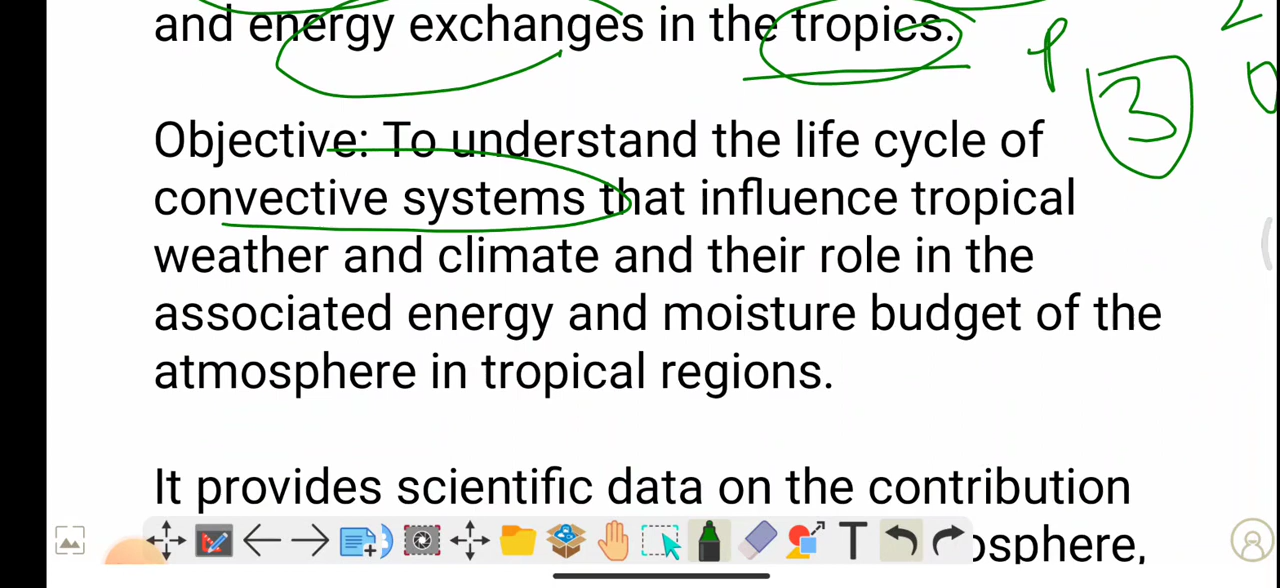 and energy exchanges in the tropics.
3
Objective: To understand the life cycle of
convective systems that influence tropical
weather and climate and their role in the
associated energy and moisture budget of the
atmosphere in tropical regions.
It provides scientific data on the contribution
osphere,
T